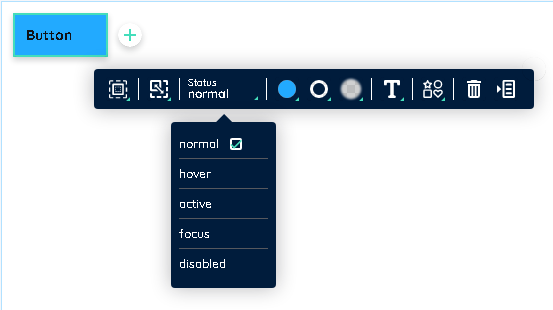 Button
Status
normal
T
normal
hover
active
focus
disabled